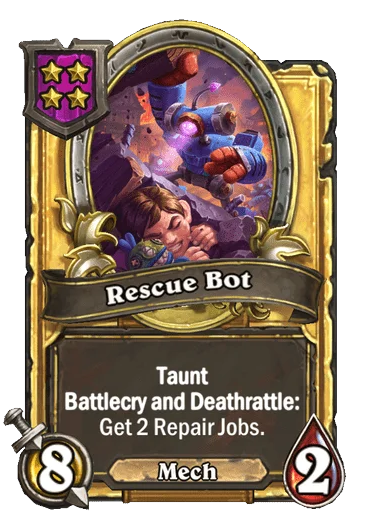 Rescue Bot
Taunt
Battlecry and Deathrattle:
Get 2 Repair Jobs.
8
Mech
2